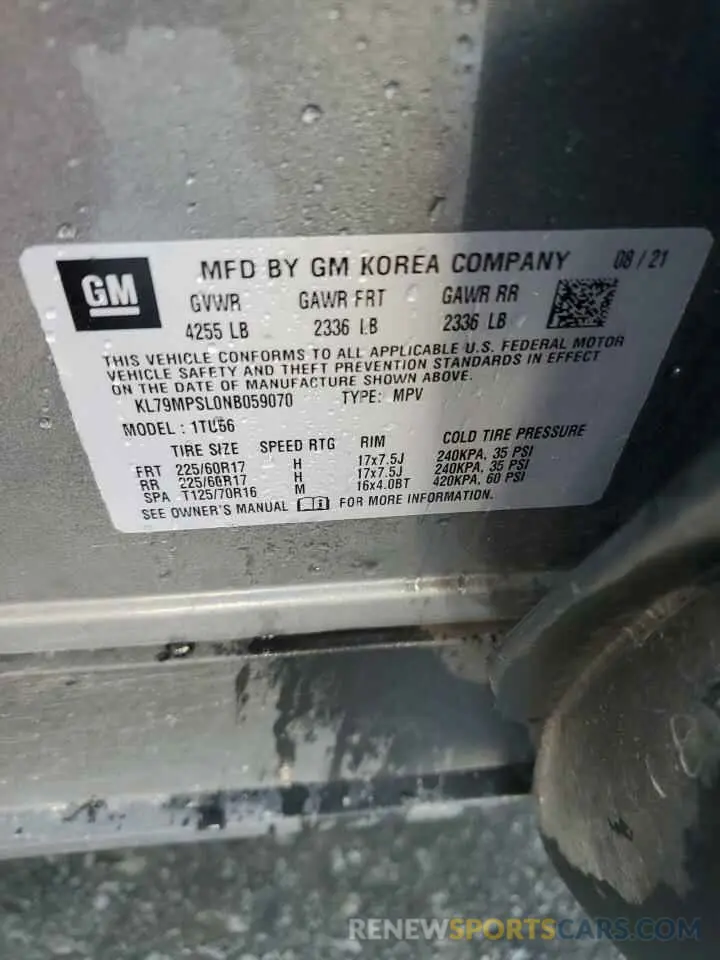 GM
MFD BY GM KOREA COMPANY 08 / 21
GVWR GAWR FRT GAWR RR
4255 LB 2336 LB 2336 LB
THIS VEHICLE CONFORMS TO ALL APPLICABLE U.S. FEDERAL MOTOR
VEHICLE SAFETY AND THEFT PREVENTION STANDARDS IN EFFECT
ON THE DATE OF MANUFACTURE SHOWN ABOVE.
KL79MPSL0NB059070 TYPE: MPV
MODEL : 1TU56
TIRE SIZE SPEED RTG RIM COLD TIRE PRESSURE
FRT 225/60R17 H 17x7.5J 240KPA, 35 PSI
RR 225/60R17 H 17x7.5J 240KPA, 35 PSI
SPA T125/70R16 M 16x4.0BT 420KPA, 60 PSI
SEE OWNER'S MANUAL FOR MORE INFORMATION.
RENEWSPORTSCARS.COM